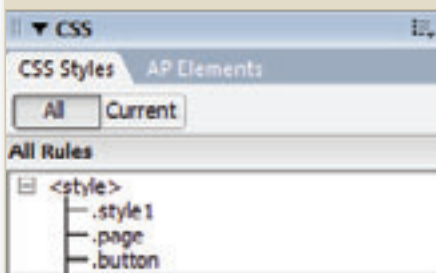 CSS
CSS Styles AP Elements
All Current
All Rules
<style>
.style1
.page
.button